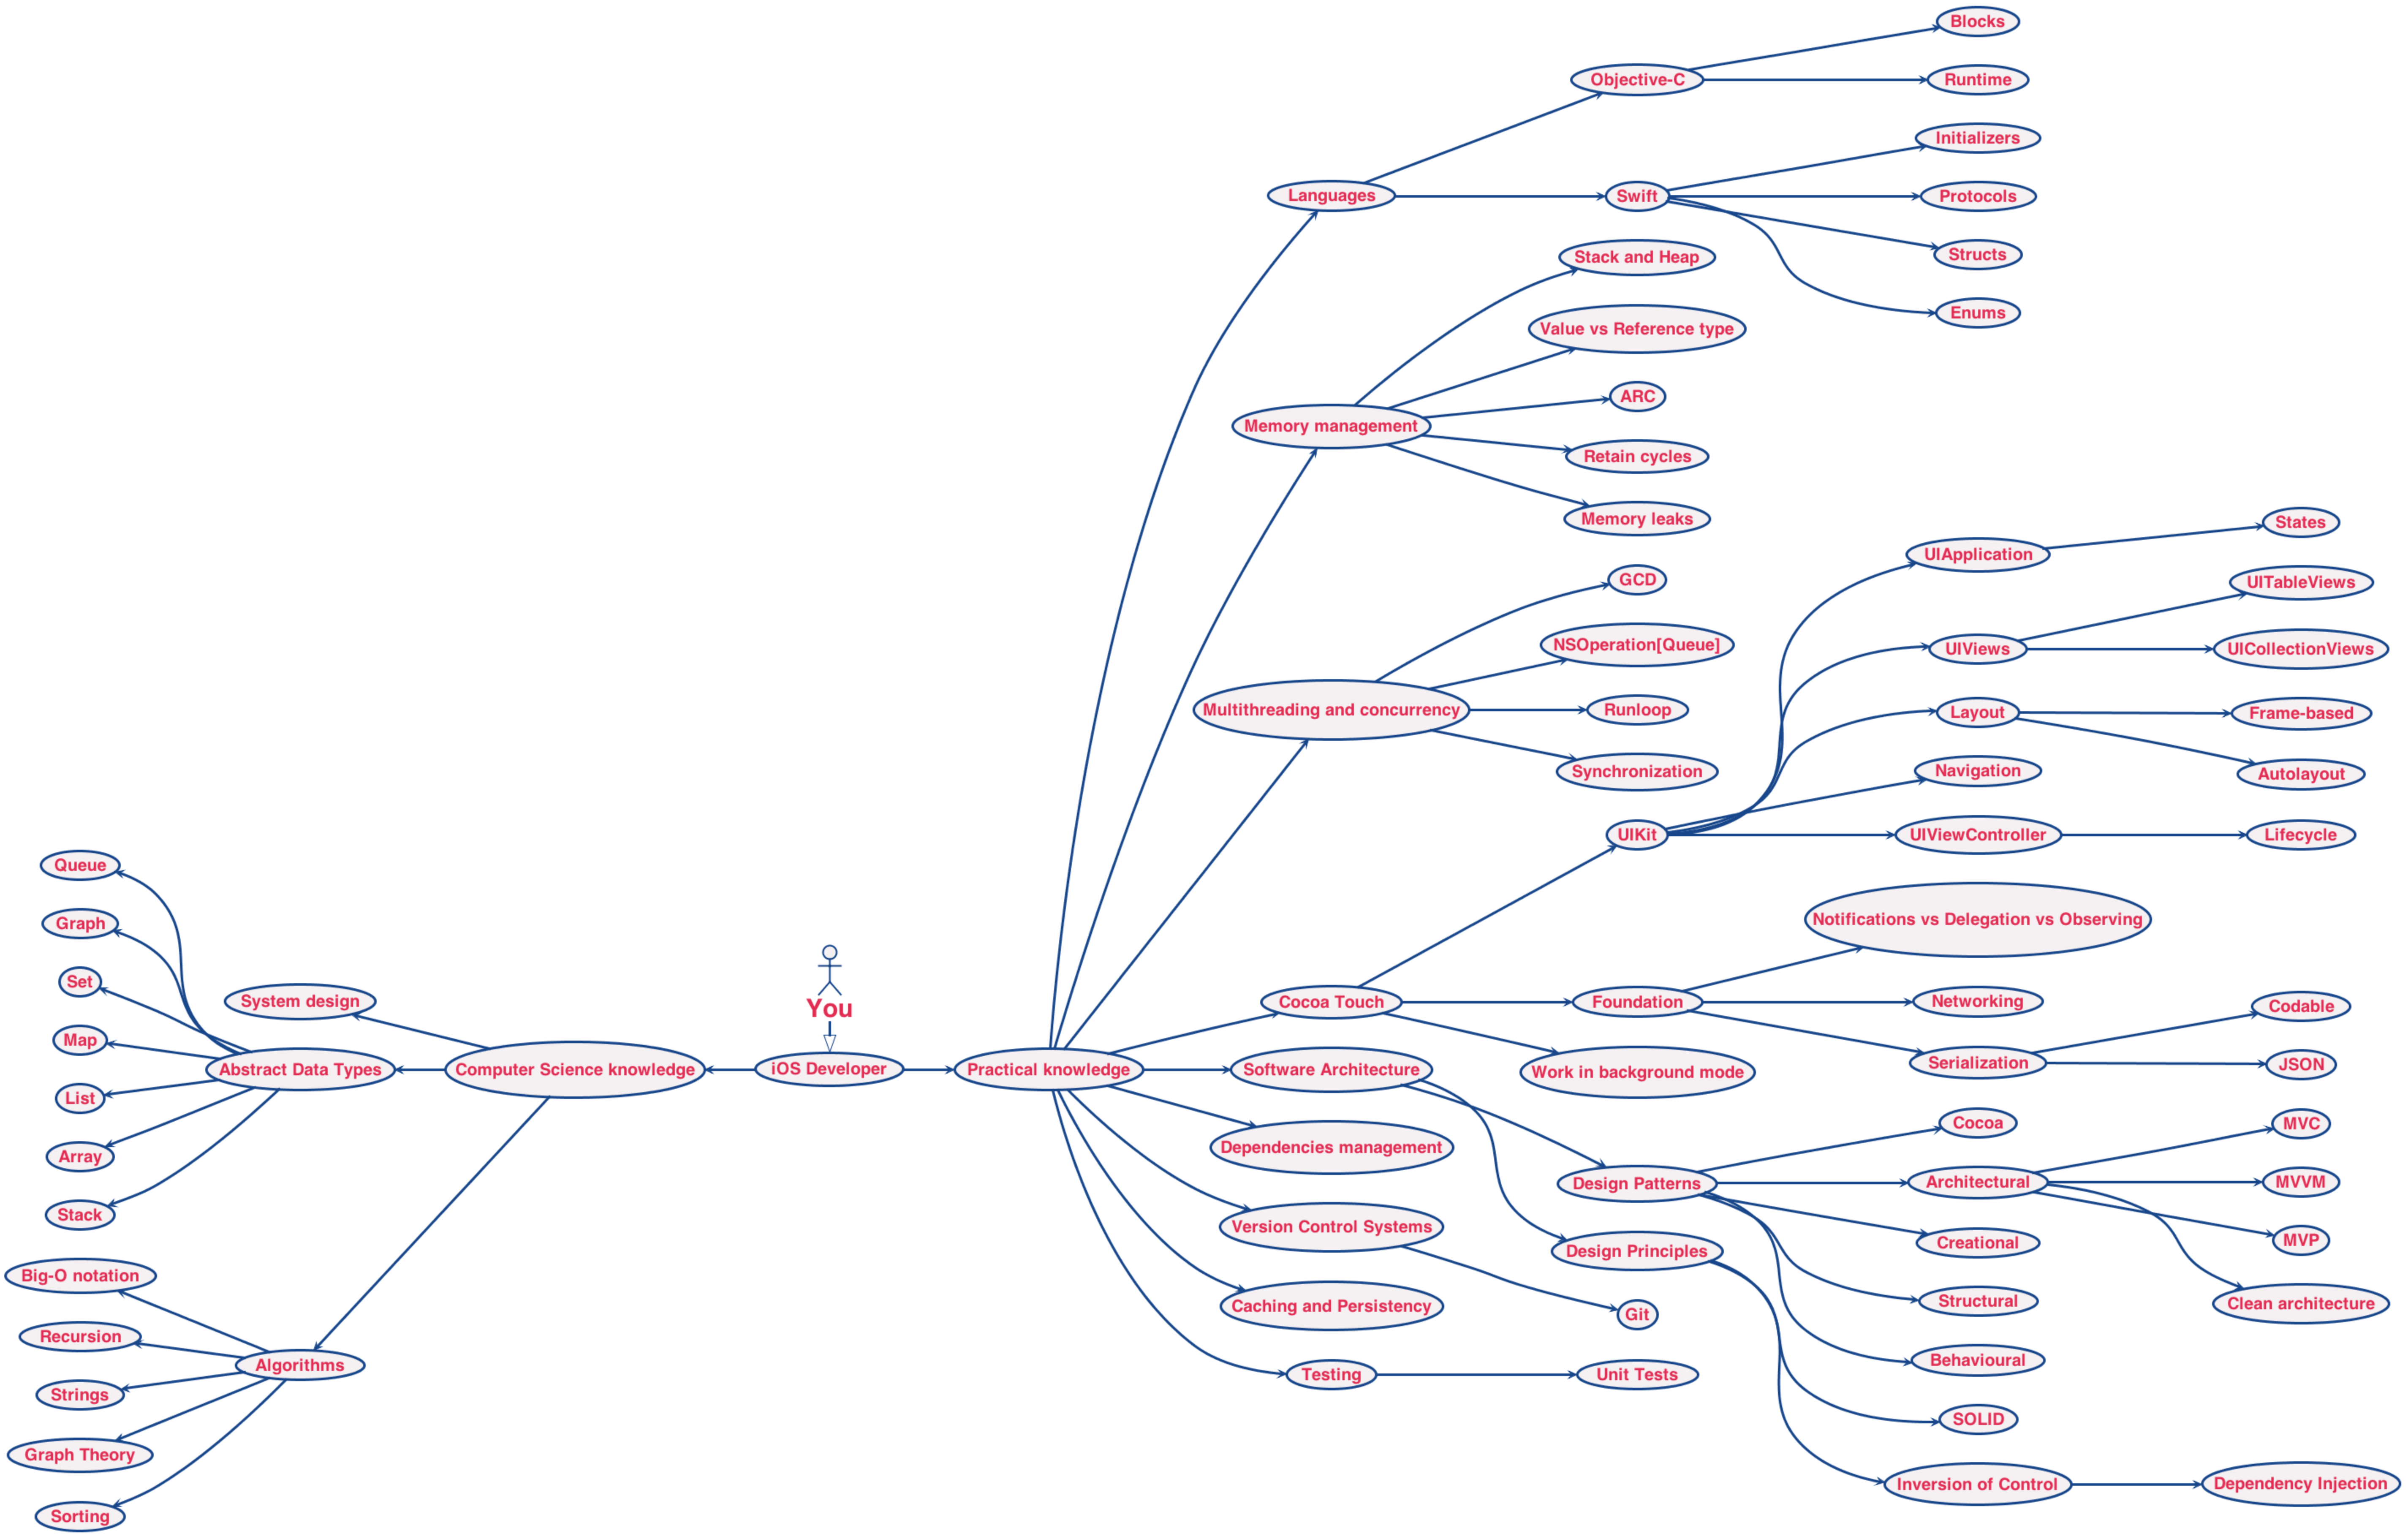 You
iOS Developer
Computer Science knowledge
System design
Abstract Data Types
Queue
Graph
Set
Map
List
Array
Stack
Algorithms
Big-O notation
Recursion
Strings
Graph Theory
Sorting
Practical knowledge
Languages
Objective-C
Blocks
Runtime
Swift
Initializers
Protocols
Structs
Enums
Memory management
Stack and Heap
Value vs Reference type
ARC
Retain cycles
Memory leaks
Multithreading and concurrency
GCD
NSOperation[Queue]
Runloop
Synchronization
Cocoa Touch
UIKit
UIApplication
States
UIViews
UITableViews
UICollectionViews
Layout
Frame-based
Autolayout
Navigation
UIViewController
Lifecycle
Foundation
Notifications vs Delegation vs Observing
Networking
Serialization
Codable
JSON
Work in background mode
Software Architecture
Design Patterns
Cocoa
Architectural
MVC
MVVM
MVP
Clean architecture
Creational
Structural
Behavioural
Design Principles
SOLID
Inversion of Control
Dependency Injection
Dependencies management
Version Control Systems
Git
Caching and Persistency
Testing
Unit Tests